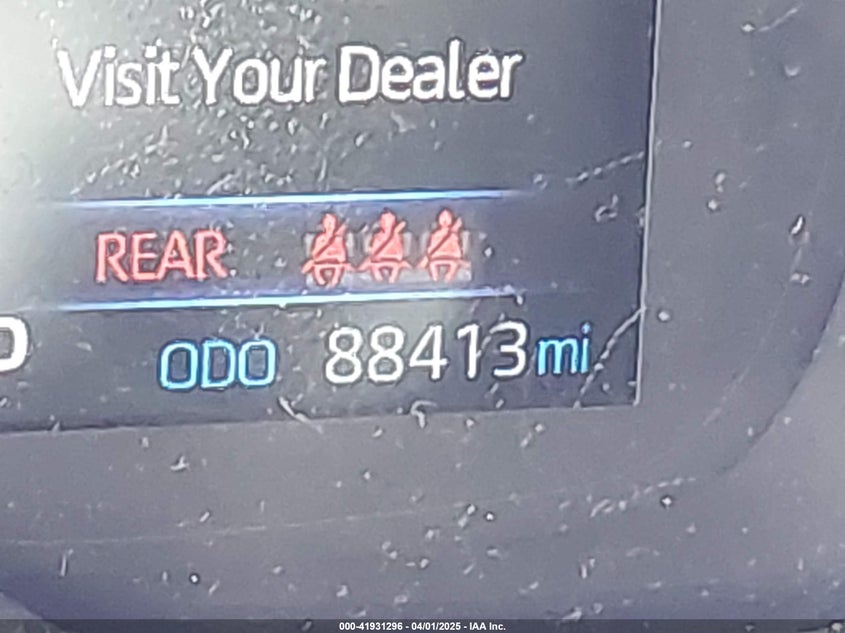 Visit Your Dealer
REAR
ODO 88413 mi
000-41931296 - 04/01/2025 - IAA Inc.